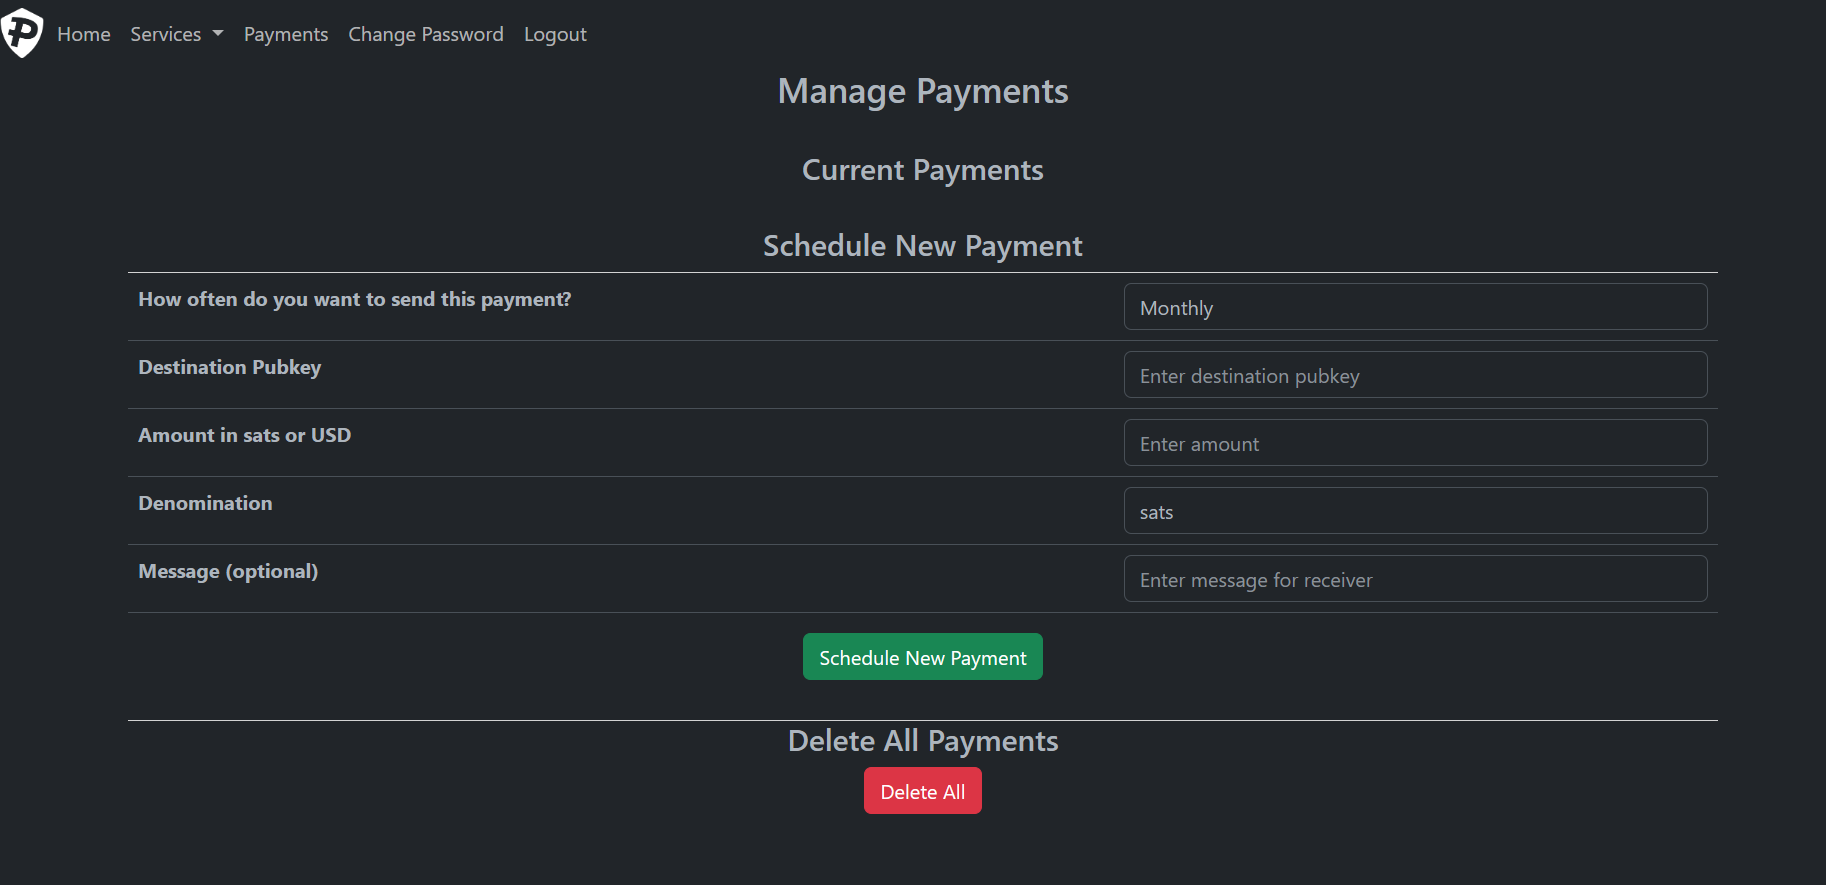 Home Services Payments Change Password Logout
Manage Payments
Current Payments
Schedule New Payment
How often do you want to send this payment? Monthly
Destination Pubkey Enter destination pubkey
Amount in sats or USD Enter amount
Denomination sats
Message (optional) Enter message for receiver
Schedule New Payment
Delete All Payments
Delete All